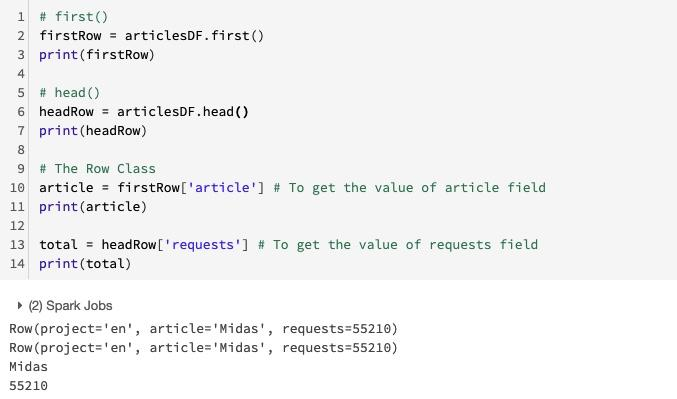 1 # first()
2 firstRow = articlesDF.first()
3 print(firstRow)
4
5 # head()
6 headRow = articlesDF.head()
7 print(headRow)
8
9 # The Row Class
10 article = firstRow['article'] # To get the value of article field
11 print(article)
12
13 total = headRow['requests'] # To get the value of requests field
14 print(total)
(2) Spark Jobs
Row(project='en', article='Midas', requests=55210)
Row(project='en', article='Midas', requests=55210)
Midas
55210